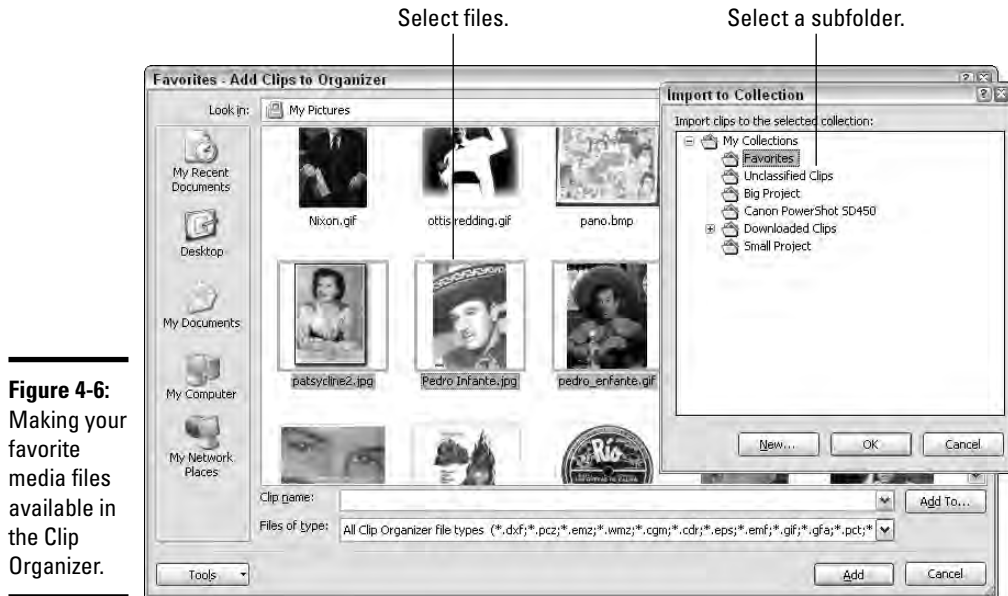 Select files.
Select a subfolder.
Favorites - Add Clips to Organizer
Look in:
My Pictures
My Recent
Documents
Desktop
My Documents
My Computer
My Network
Places
Nixon.gif
ottis redding.gif
pano.bmp
patsycline2.jpg
Pedro Infante.jpg
pedro_enfante.gif
Rio
Clip name:
Add To...
Files of type:
All Clip Organizer file types (*.dxf;*.pcz;*.emz;*.wmz;*.cgm;*.cdr;*.eps;*.emf;*.gif;*.gfa;*.pct;*
Tools
Add
Cancel
Import to Collection
Import clips to the selected collection:
My Collections
Favorites
Unclassified Clips
Big Project
Canon PowerShot SD450
Downloaded Clips
Small Project
New...
OK
Cancel
Figure 4-6:
Making your
favorite
media files
available in
the Clip
Organizer.